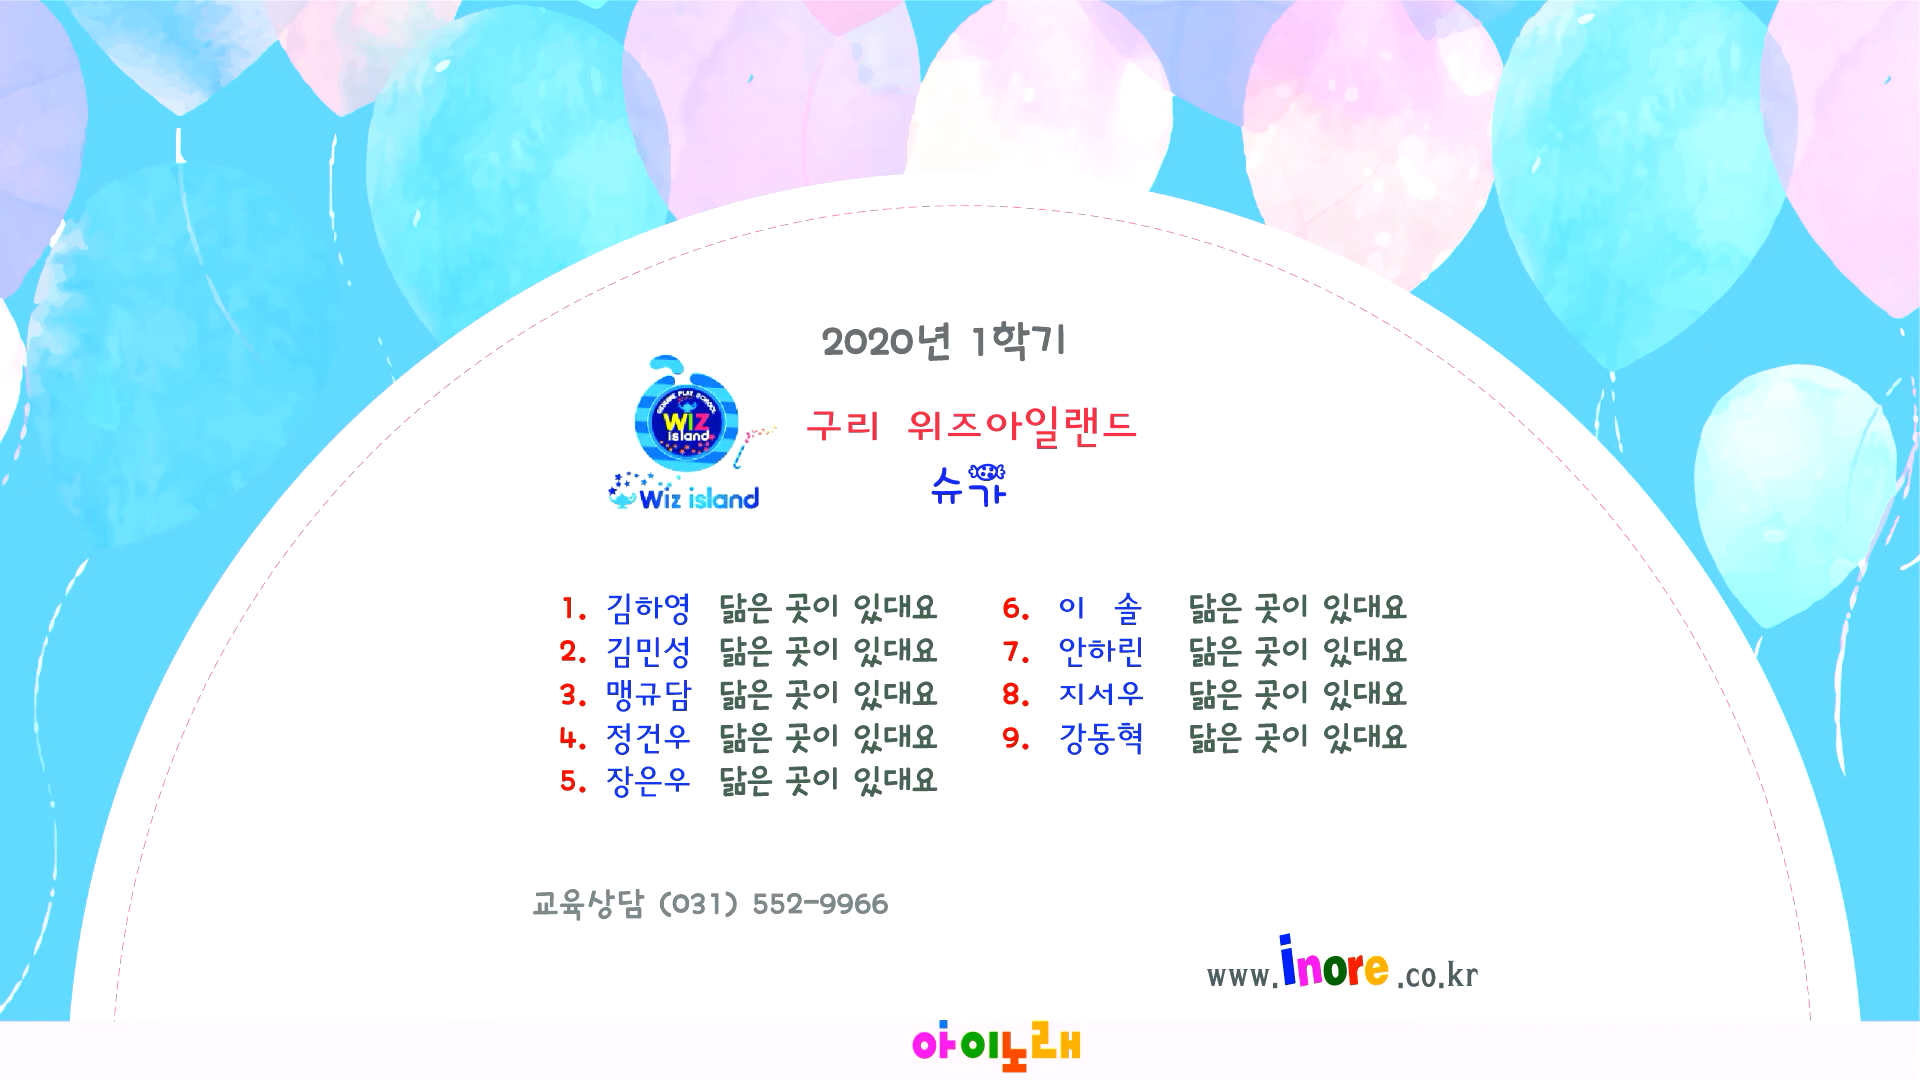 2020년 1학기
GENUINE PLAY SCHOOL
WIZ
island
Wiz island
구리 위즈아일랜드
슈가
1. 김하영 닮은 곳이 있대요
2. 김민성 닮은 곳이 있대요
3. 맹규담 닮은 곳이 있대요
4. 정건우 닮은 곳이 있대요
5. 장은우 닮은 곳이 있대요
6. 이 솔 닮은 곳이 있대요
7. 안하린 닮은 곳이 있대요
8. 지서우 닮은 곳이 있대요
9. 강동혁 닮은 곳이 있대요
교육상담 (031) 552-9966
www.inore.co.kr
아이노래